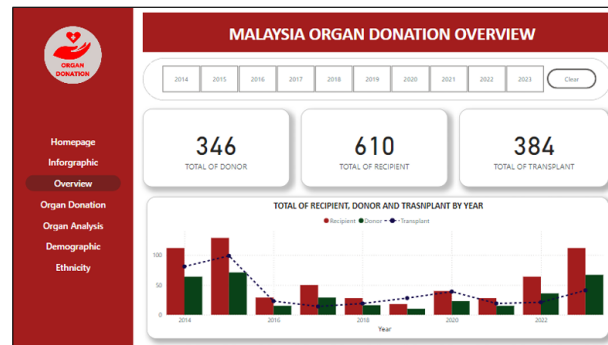 MALAYSIA ORGAN DONATION OVERVIEW
ORGAN
DONATION
2014 2015 2016 2017 2018 2019 2020 2021 2022 2023 Clear
Homepage
Inforgraphic
Overview
Organ Donation
Organ Analysis
Demographic
Ethnicity
346
TOTAL OF DONOR
610
TOTAL OF RECIPIENT
384
TOTAL OF TRANSPLANT
TOTAL OF RECIPIENT, DONOR AND TRASNPLANT BY YEAR
Recipient Donor Transplant
100
50
0
2014 2016 2018 2020 2022
Year